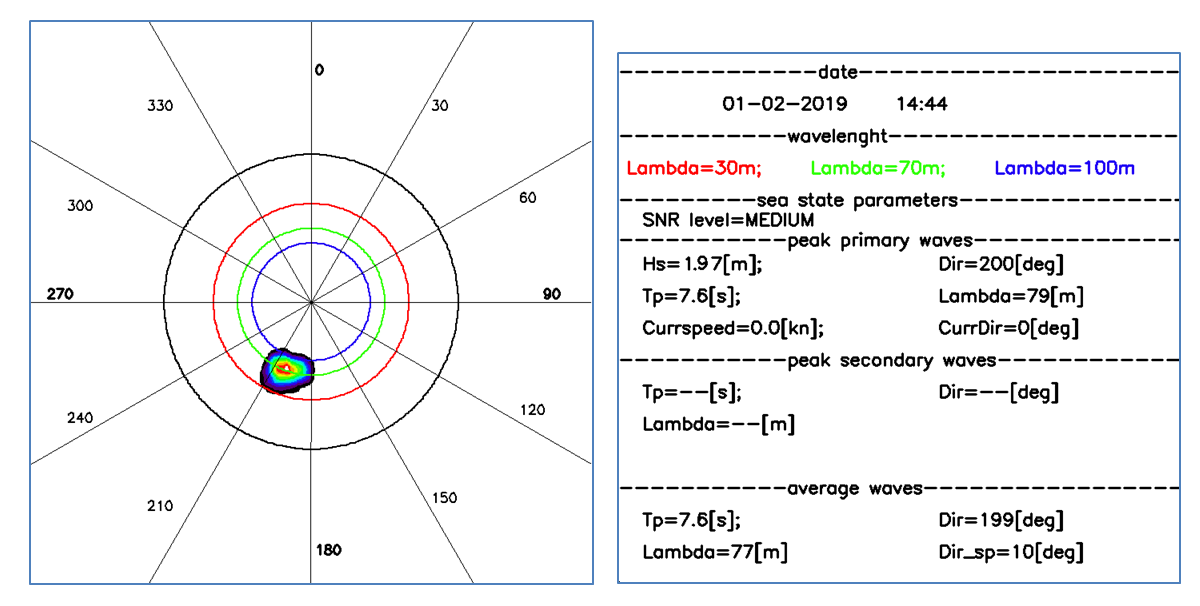 0
330
30
300
60
270
90
240
120
210
150
180
date
01-02-2019 14:44
wavelenght
Lambda=30m; Lambda=70m; Lambda=100m
sea state parameters
SNR level=MEDIUM
peak primary waves
Hs=1.97[m]; Dir=200[deg]
Tp=7.6[s]; Lambda=79[m]
Currspeed=0.0[kn]; CurrDir=0[deg]
peak secondary waves
Tp=--[s]; Dir=--[deg]
Lambda=--[m]
average waves
Tp=7.6[s]; Dir=199[deg]
Lambda=77[m] Dir_sp=10[deg]